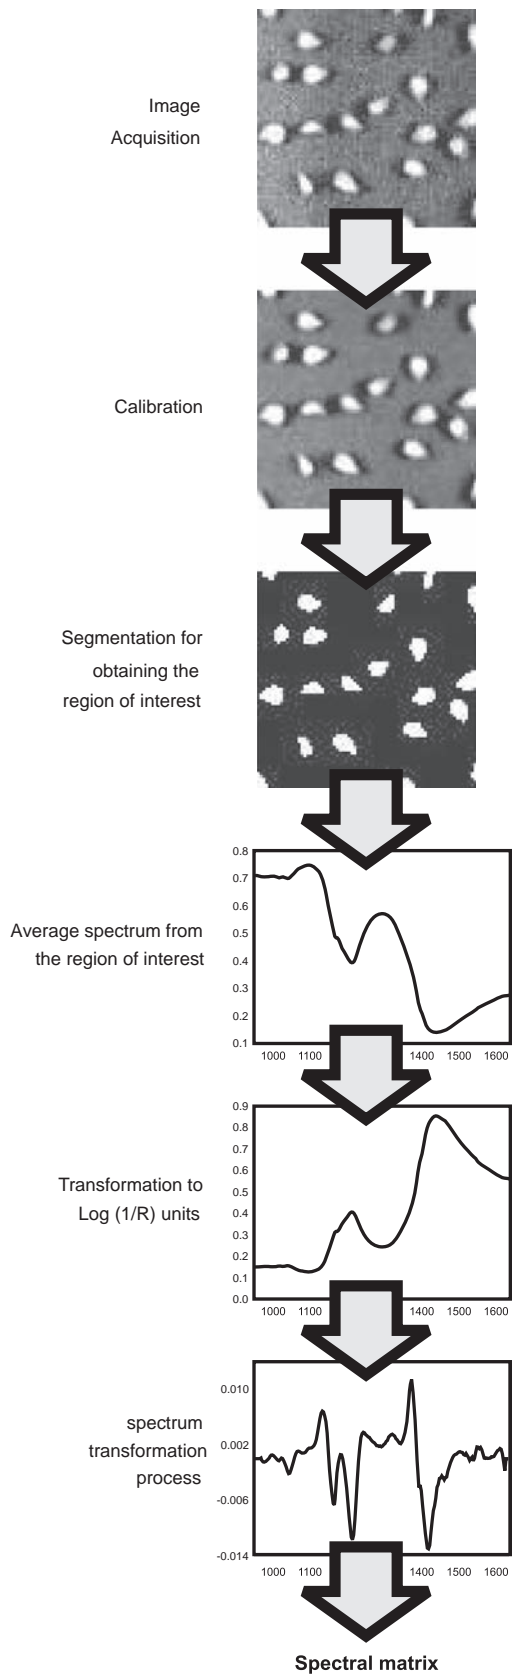 Image
Acquisition
Calibration
Segmentation for
obtaining the
region of interest
0.8
0.7
0.6
0.5
0.4
0.3
0.2
0.1
Average spectrum from
the region of interest
1000 1100 1400 1500 1600
0.9
0.8
0.7
0.6
0.5
0.4
0.3
0.2
0.1
0.0
Transformation to
Log (1/R) units
1000 1100 1400 1500 1600
0.010
0.002
-0.006
-0.014
spectrum
transformation
process
1000 1100 1400 1500 1600
Spectral matrix